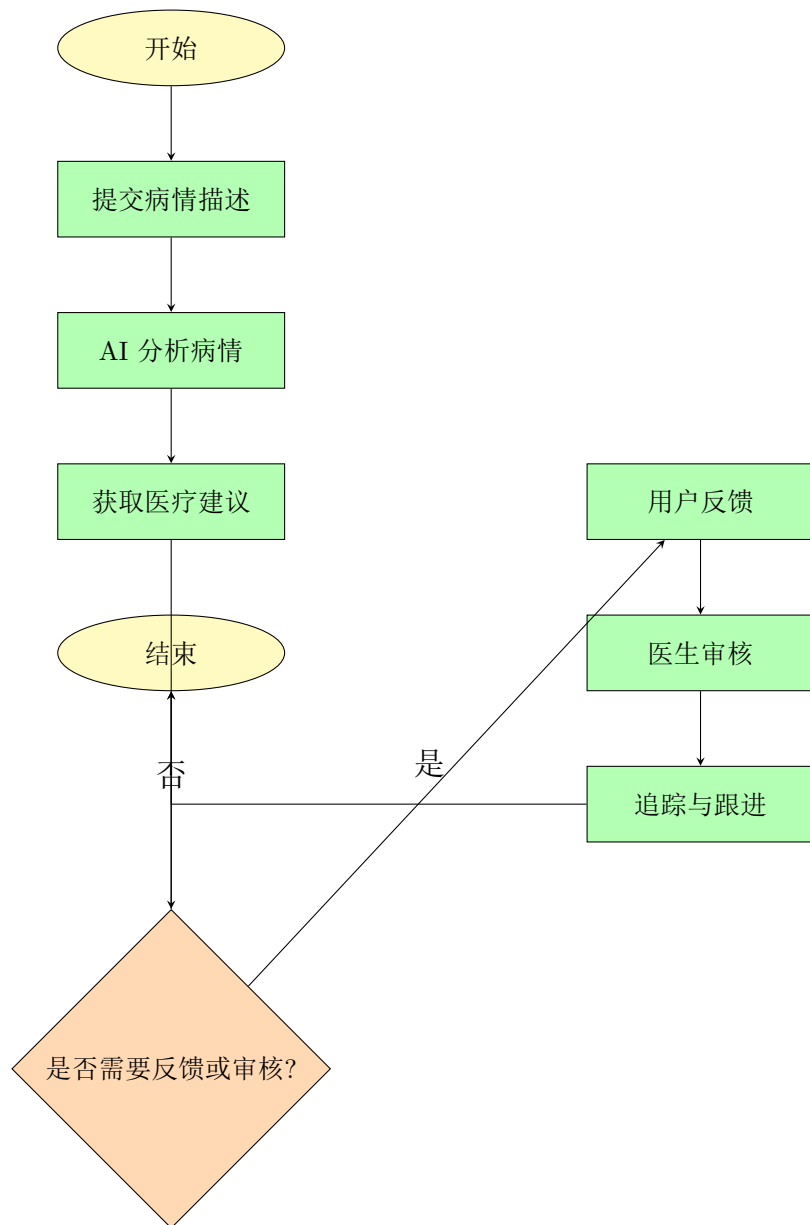 开始
提交病情描述
AI 分析病情
获取医疗建议
用户反馈
结束
医生审核
否
是
追踪与跟进
是否需要反馈或审核?